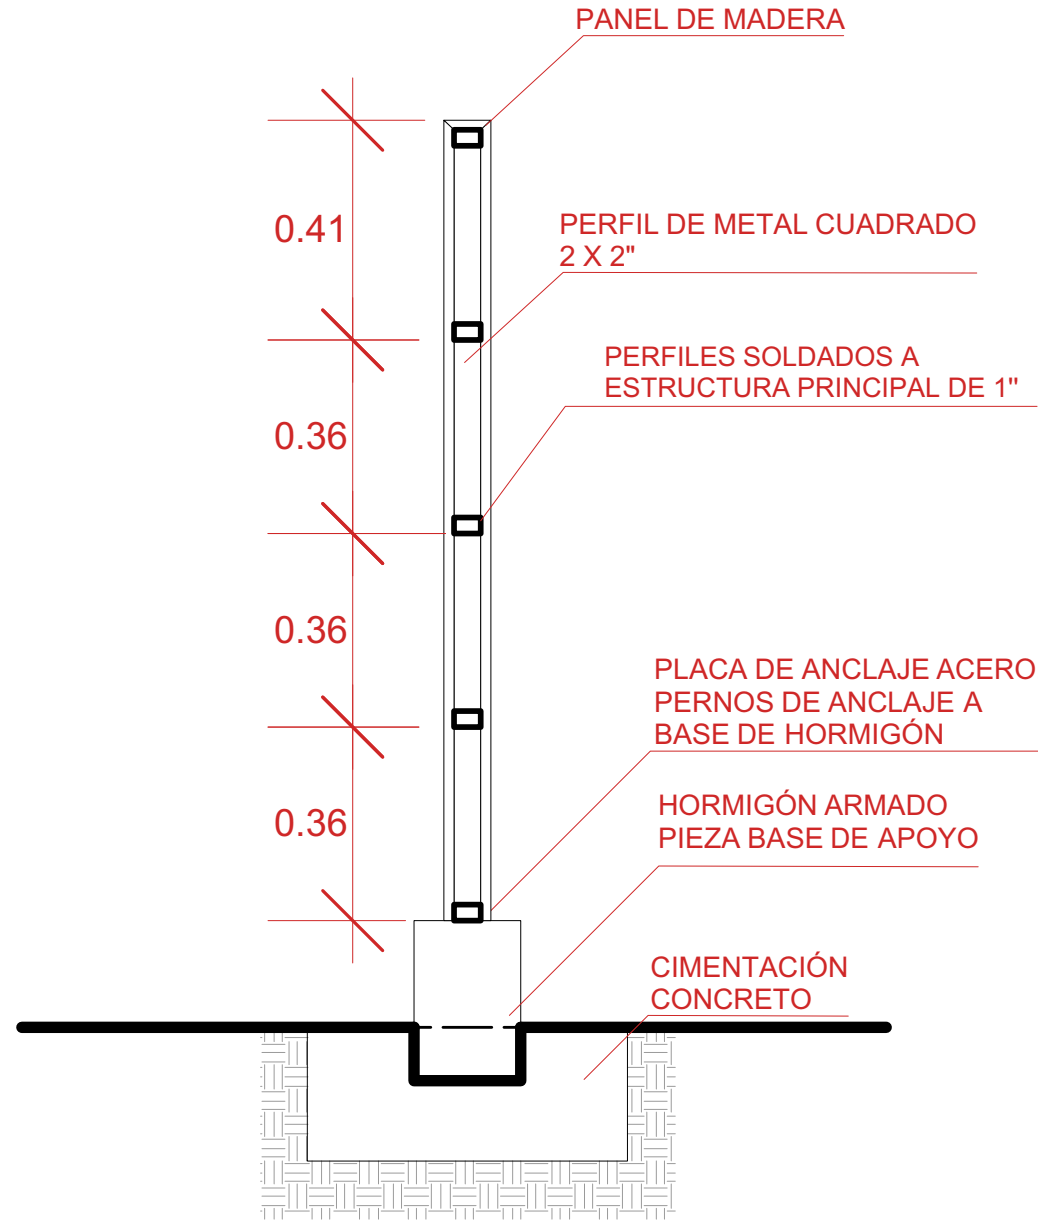 PANEL DE MADERA
0.41
PERFIL DE METAL CUADRADO
2 X 2"
PERFILES SOLDADOS A
ESTRUCTURA PRINCIPAL DE 1"
0.36
0.36
PLACA DE ANCLAJE ACERO
PERNOS DE ANCLAJE A
BASE DE HORMIGÓN
0.36
HORMIGÓN ARMADO
PIEZA BASE DE APOYO
CIMENTACIÓN
CONCRETO